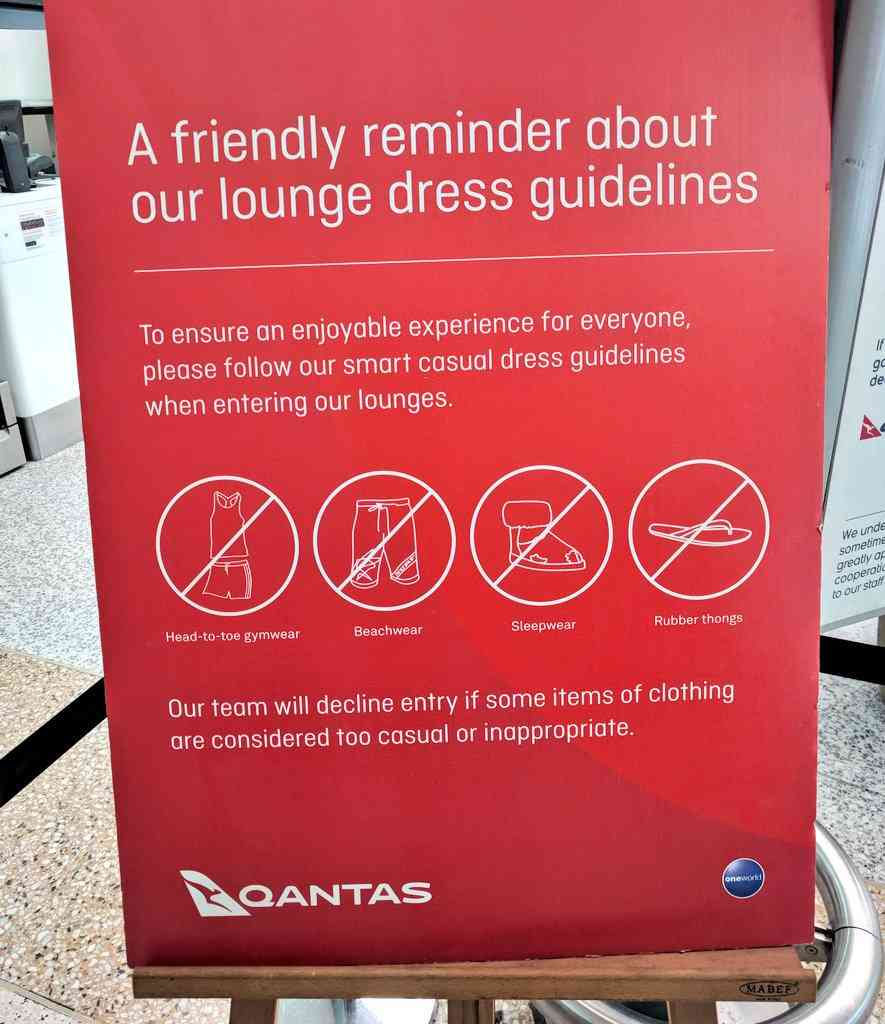 A friendly reminder about
our lounge dress guidelines
To ensure an enjoyable experience for everyone,
please follow our smart casual dress guidelines
when entering our lounges.
Head-to-toe gymwear
Beachwear
Sleepwear
Rubber thongs
Our team will decline entry if some items of clothing
are considered too casual or inappropriate.
QANTAS
oneworld
MABEF
If
We unde
sometime
greatly ap
cooperatio
to our staff